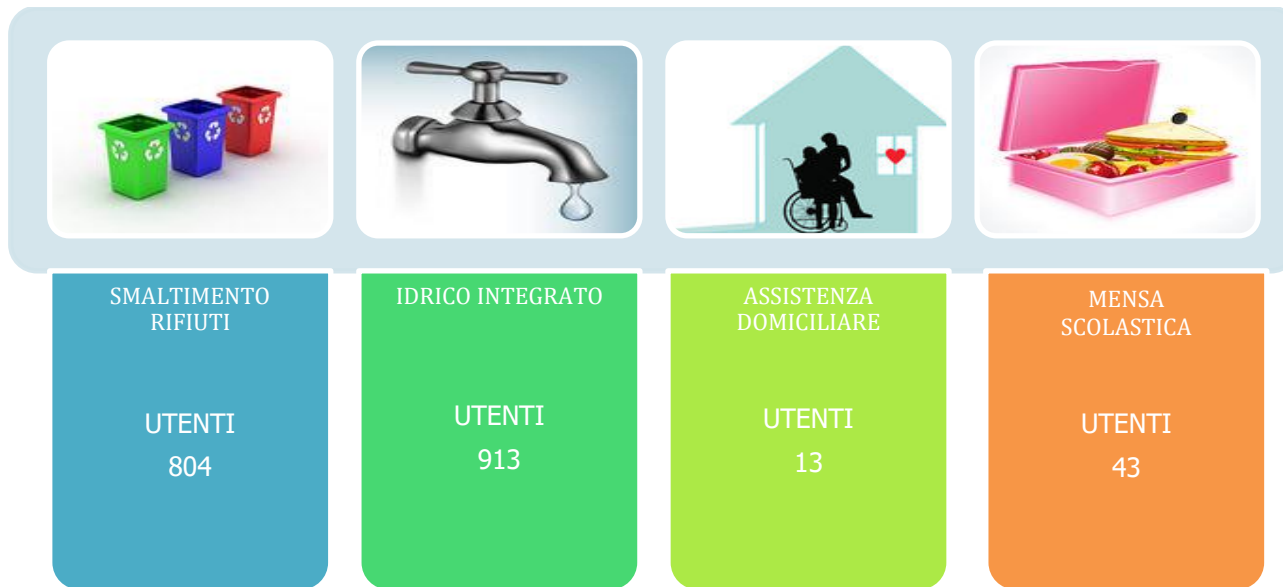 SMALTIMENTO
RIFIUTI
UTENTI
804
IDRICO INTEGRATO
UTENTI
913
ASSISTENZA
DOMICILIARE
UTENTI
13
MENSA
SCOLASTICA
UTENTI
43